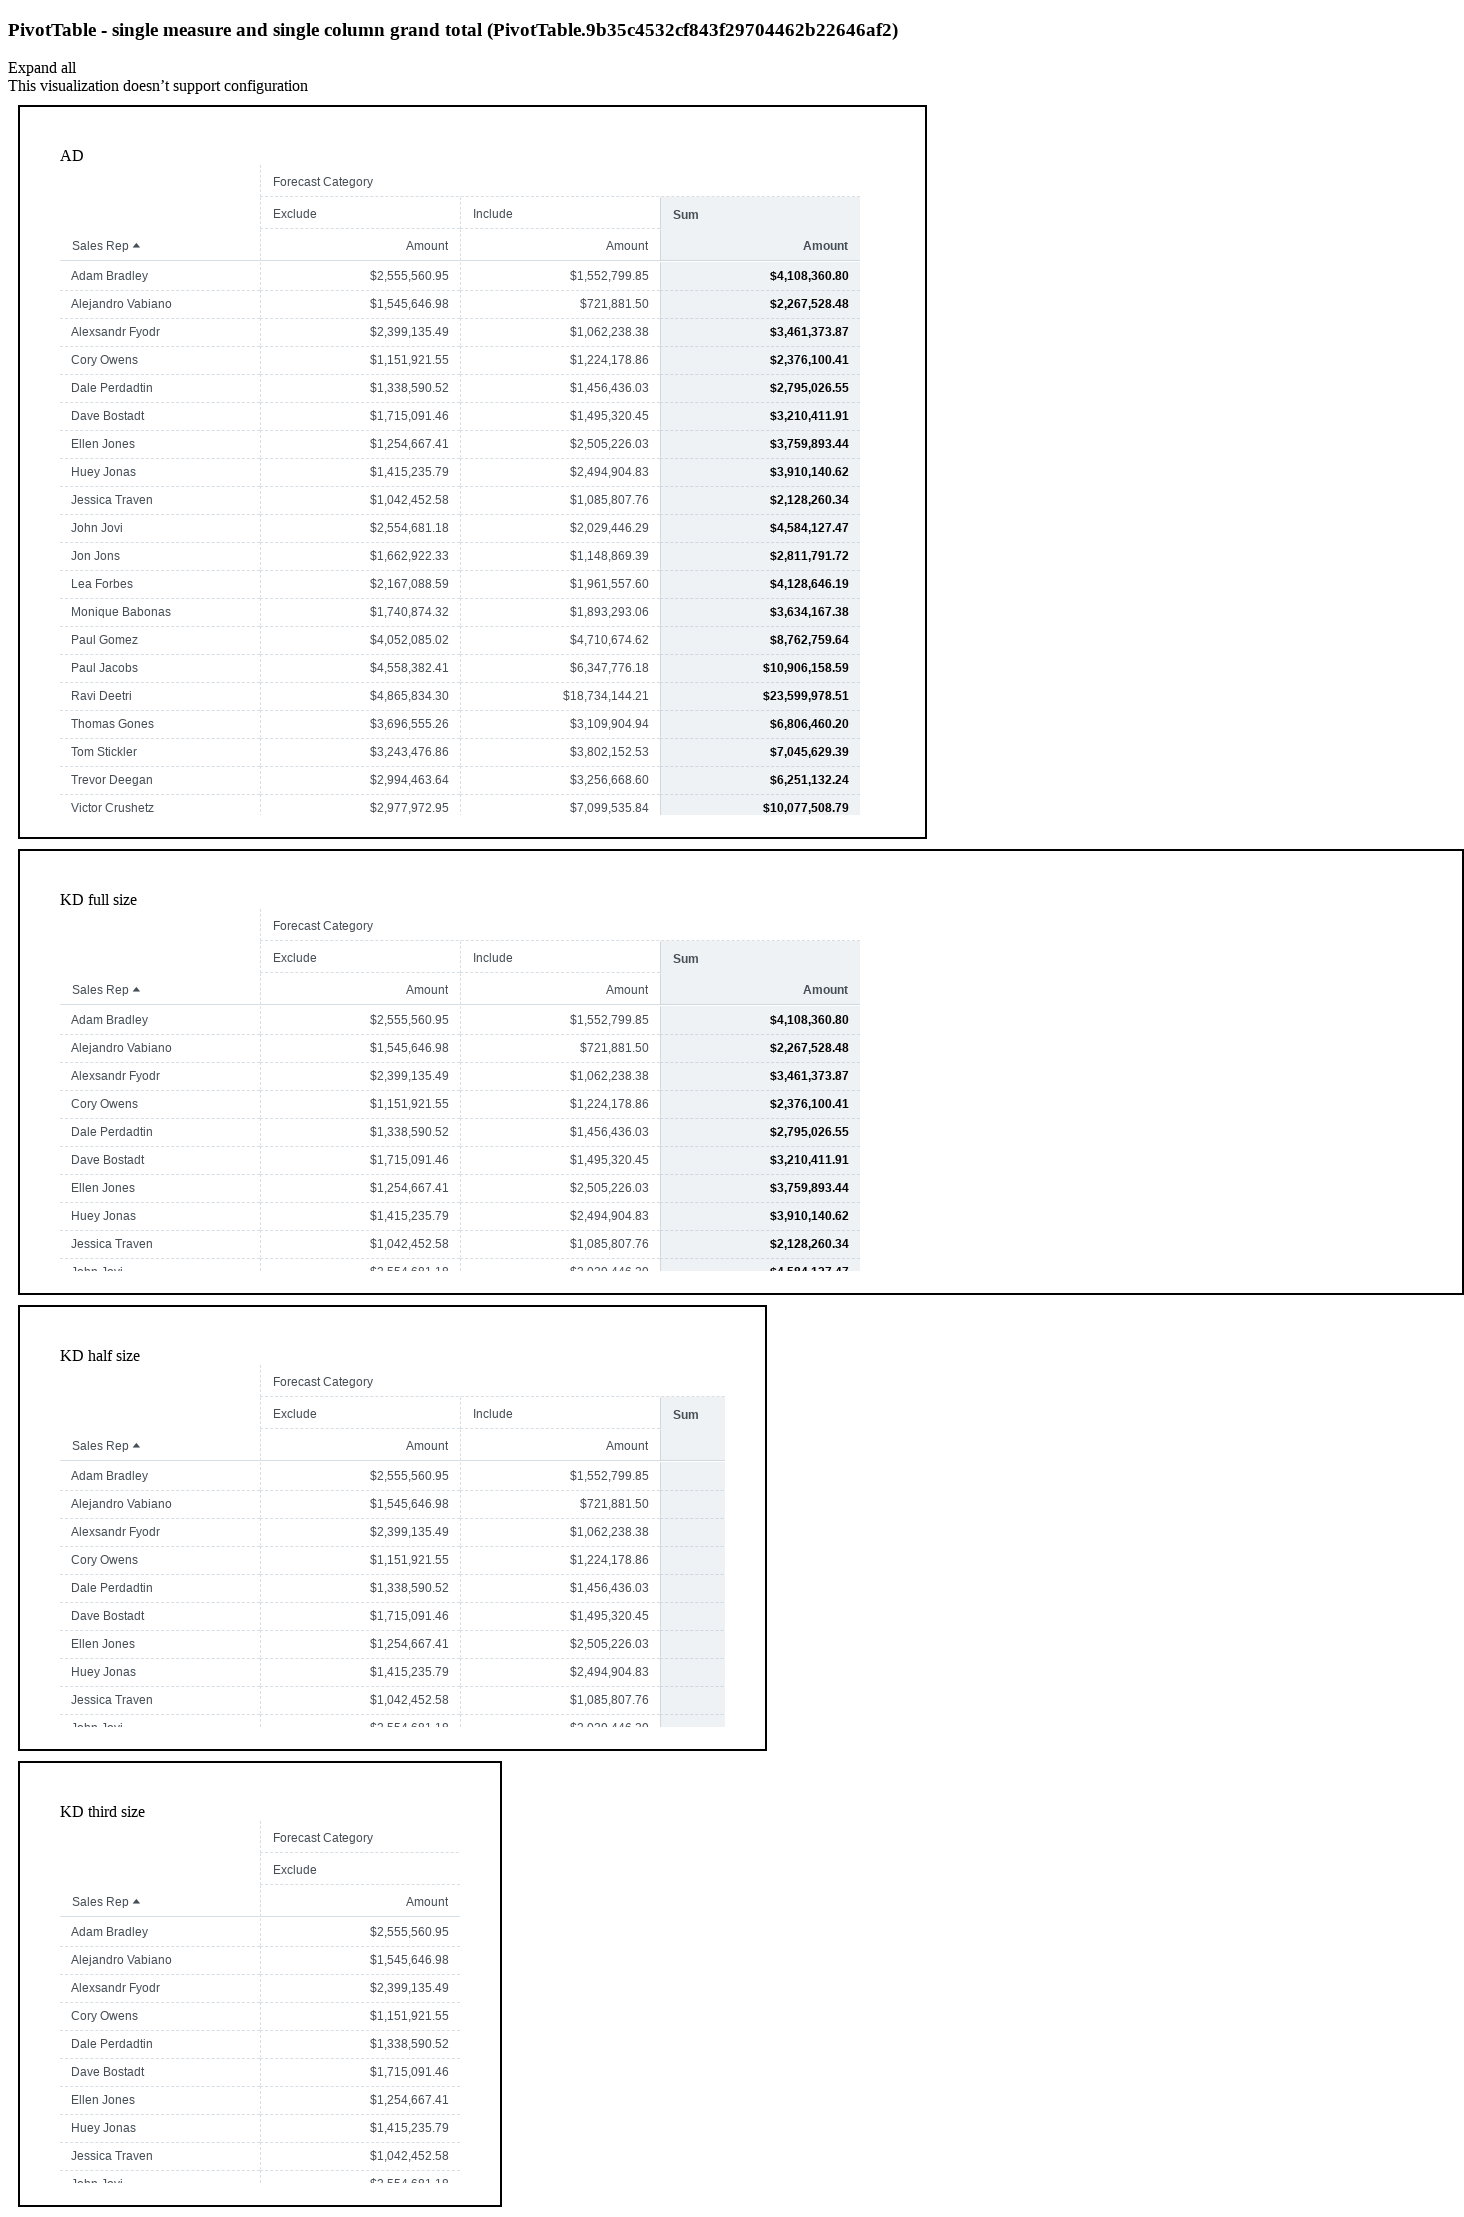 PivotTable - single measure and single column grand total (PivotTable.9b35c4532cf843f29704462b22646af2)
Expand all
This visualization doesn’t support configuration
AD
Forecast Category
Exclude Include Sum
Sales Rep Amount Amount Amount
Adam Bradley $2,555,560.95 $1,552,799.85 $4,108,360.80
Alejandro Vabiano $1,545,646.98 $721,881.50 $2,267,528.48
Alexsandr Fyodr $2,399,135.49 $1,062,238.38 $3,461,373.87
Cory Owens $1,151,921.55 $1,224,178.86 $2,376,100.41
Dale Perdadtin $1,338,590.52 $1,456,436.03 $2,795,026.55
Dave Bostadt $1,715,091.46 $1,495,320.45 $3,210,411.91
Ellen Jones $1,254,667.41 $2,505,226.03 $3,759,893.44
Huey Jonas $1,415,235.79 $2,494,904.83 $3,910,140.62
Jessica Traven $1,042,452.58 $1,085,807.76 $2,128,260.34
John Jovi $2,554,681.18 $2,029,446.29 $4,584,127.47
Jon Jons $1,662,922.33 $1,148,869.39 $2,811,791.72
Lea Forbes $2,167,088.59 $1,961,557.60 $4,128,646.19
Monique Babonas $1,740,874.32 $1,893,293.06 $3,634,167.38
Paul Gomez $4,052,085.02 $4,710,674.62 $8,762,759.64
Paul Jacobs $4,558,382.41 $6,347,776.18 $10,906,158.59
Ravi Deetri $4,865,834.30 $18,734,144.21 $23,599,978.51
Thomas Gones $3,696,555.26 $3,109,904.94 $6,806,460.20
Tom Stickler $3,243,476.86 $3,802,152.53 $7,045,629.39
Trevor Deegan $2,994,463.64 $3,256,668.60 $6,251,132.24
Victor Crushetz $2,977,972.95 $7,099,535.84 $10,077,508.79
KD full size
Forecast Category
Exclude Include Sum
Sales Rep Amount Amount Amount
Adam Bradley $2,555,560.95 $1,552,799.85 $4,108,360.80
Alejandro Vabiano $1,545,646.98 $721,881.50 $2,267,528.48
Alexsandr Fyodr $2,399,135.49 $1,062,238.38 $3,461,373.87
Cory Owens $1,151,921.55 $1,224,178.86 $2,376,100.41
Dale Perdadtin $1,338,590.52 $1,456,436.03 $2,795,026.55
Dave Bostadt $1,715,091.46 $1,495,320.45 $3,210,411.91
Ellen Jones $1,254,667.41 $2,505,226.03 $3,759,893.44
Huey Jonas $1,415,235.79 $2,494,904.83 $3,910,140.62
Jessica Traven $1,042,452.58 $1,085,807.76 $2,128,260.34
John Jovi $2,554,681.18 $2,029,446.29 $4,584,127.47
KD half size
Forecast Category
Exclude Include Sum
Sales Rep Amount Amount
Adam Bradley $2,555,560.95 $1,552,799.85
Alejandro Vabiano $1,545,646.98 $721,881.50
Alexsandr Fyodr $2,399,135.49 $1,062,238.38
Cory Owens $1,151,921.55 $1,224,178.86
Dale Perdadtin $1,338,590.52 $1,456,436.03
Dave Bostadt $1,715,091.46 $1,495,320.45
Ellen Jones $1,254,667.41 $2,505,226.03
Huey Jonas $1,415,235.79 $2,494,904.83
Jessica Traven $1,042,452.58 $1,085,807.76
John Jovi $2,554,681.18 $2,029,446.29
KD third size
Forecast Category
Exclude
Sales Rep Amount
Adam Bradley $2,555,560.95
Alejandro Vabiano $1,545,646.98
Alexsandr Fyodr $2,399,135.49
Cory Owens $1,151,921.55
Dale Perdadtin $1,338,590.52
Dave Bostadt $1,715,091.46
Ellen Jones $1,254,667.41
Huey Jonas $1,415,235.79
Jessica Traven $1,042,452.58
John Jovi $2,554,681.18